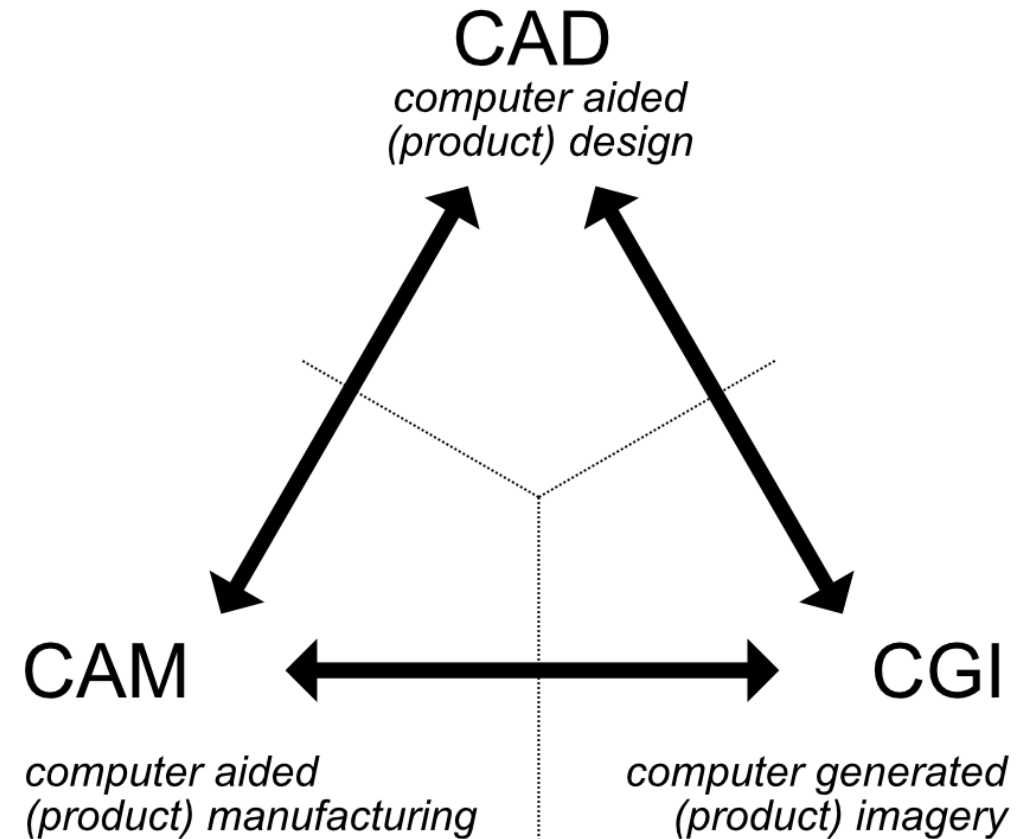 CAD
computer aided
(product) design
CAM
computer aided
(product) manufacturing
CGI
computer generated
(product) imagery